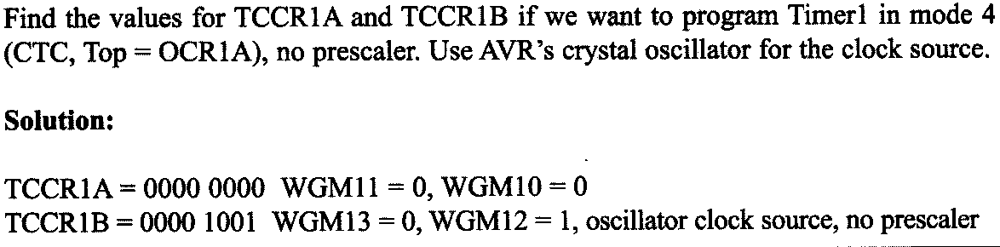 Find the values for TCCR1A and TCCR1B if we want to program Timer1 in mode 4
(CTC, Top = OCR1A), no prescaler. Use AVR's crystal oscillator for the clock source.
Solution:
TCCR1A = 0000 0000 WGM11 = 0, WGM10 = 0
TCCR1B = 0000 1001 WGM13 = 0, WGM12 = 1, oscillator clock source, no prescaler